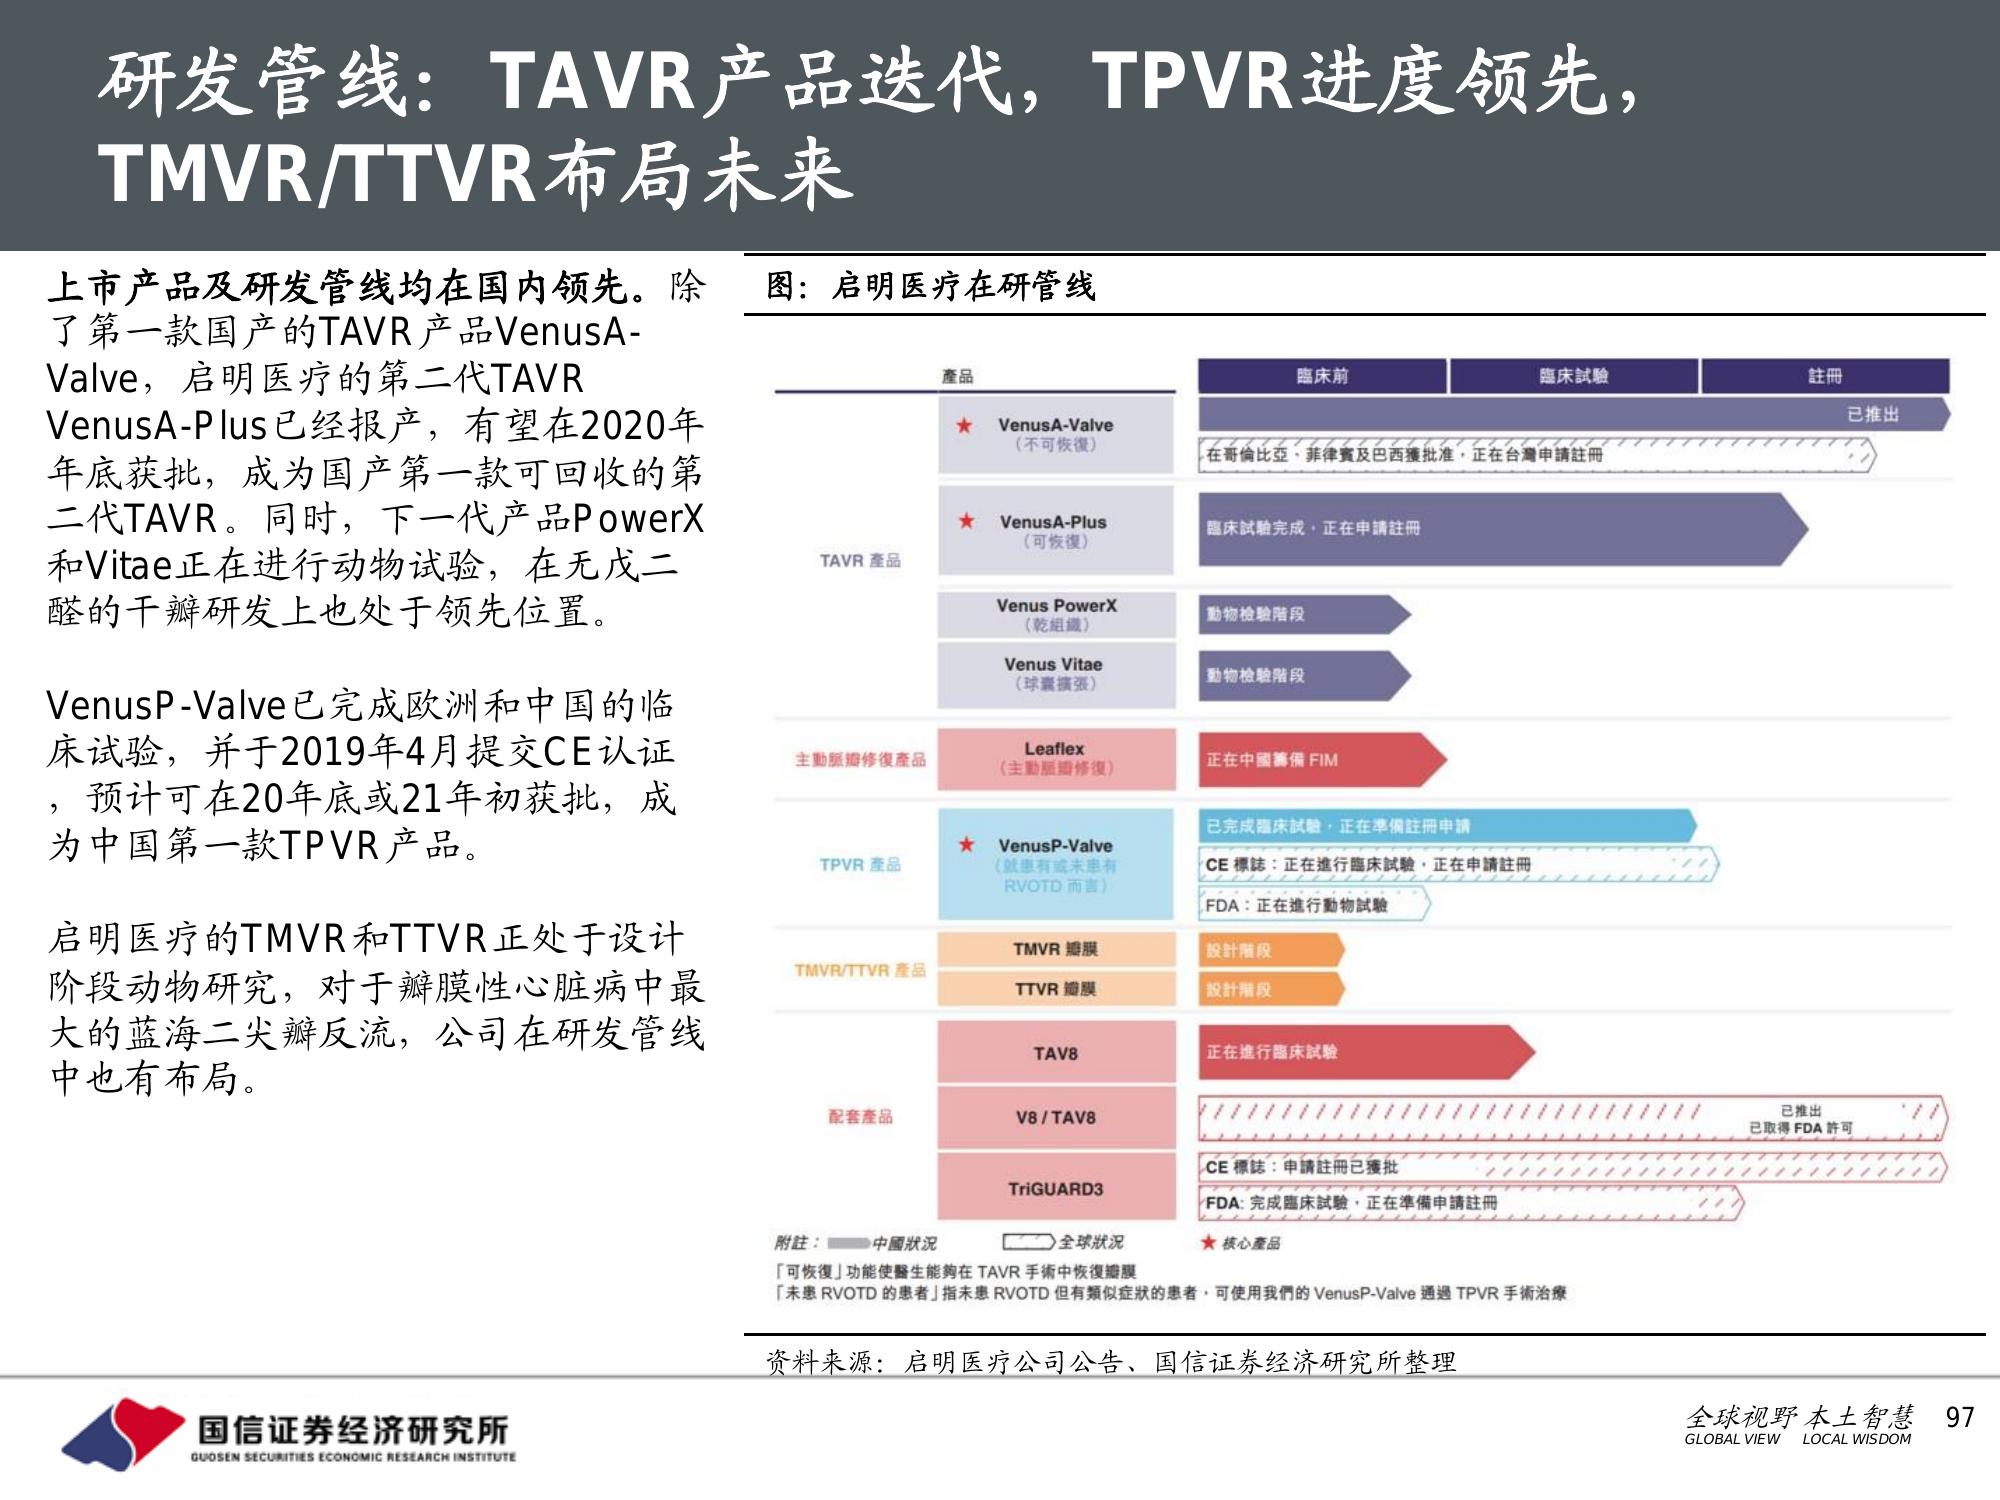 研发管线：TAVR产品迭代，TPVR进度领先，
TMVR/TTVR布局未来
上市产品及研发管线均在国内领先。除
了第一款国产的TAVR产品VenusA-
Valve，启明医疗的第二代TAVR
VenusA-Plus已经报产，有望在2020年
年底获批，成为国产第一款可回收的第
二代TAVR。同时，下一代产品PowerX
和Vitae正在进行动物试验，在无戊二
醛的干瓣研发上也处于领先位置。
VenusP-Valve已完成欧洲和中国的临
床试验，并于2019年4月提交CE认证
，预计可在20年底或21年初获批，成
为中国第一款TPVR产品。
启明医疗的TMVR和TTVR正处于设计
阶段动物研究，对于瓣膜性心脏病中最
大的蓝海二尖瓣反流，公司在研发管线
中也有布局。
图：启明医疗在研管线
產品
臨床前
臨床試驗
註冊
TAVR 產品
VenusA-Valve
（不可恢復）
已推出
在哥倫比亞、菲律賓及巴西獲批准，正在台灣申請註冊
VenusA-Plus
（可恢復）
臨床試驗完成，正在申請註冊
Venus PowerX
（乾組織）
動物檢驗階段
Venus Vitae
（球囊擴張）
動物檢驗階段
主動脈瓣修復產品
Leaflex
（主動脈瓣修復）
正在中國籌備 FIM
TPVR 產品
VenusP-Valve
（就患有或未患有
RVOTD 而言）
已完成臨床試驗，正在準備註冊申請
CE 標誌：正在進行臨床試驗，正在申請註冊
FDA：正在進行動物試驗
TMVR/TTVR 產品
TMVR 瓣膜
設計階段
TTVR 瓣膜
設計階段
配套產品
TAV8
正在進行臨床試驗
V8 / TAV8
已推出
已取得 FDA 許可
TriGUARD3
CE 標誌：申請註冊已獲批
FDA: 完成臨床試驗，正在準備申請註冊
附註： 中國狀況 全球狀況 ★ 核心產品
「可恢復」功能使醫生能夠在 TAVR 手術中恢復瓣膜
「未患 RVOTD 的患者」指未患 RVOTD 但有類似症狀的患者，可使用我們的 VenusP-Valve 通過 TPVR 手術治療
资料来源：启明医疗公司公告、国信证券经济研究所整理
国信证券经济研究所
GUOSEN SECURITIES ECONOMIC RESEARCH INSTITUTE
全球视野 本土智慧
GLOBAL VIEW LOCAL WISDOM
97